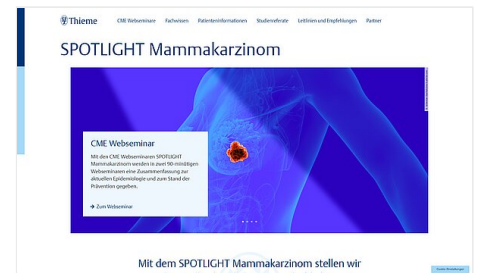 Thieme
CME Webseminare Fachwissen Patienteninformationen Studienreferate Leitlinien und Empfehlungen Partner
SPOTLIGHT Mammakarzinom
CME Webseminar
Mit den CME Webseminaren SPOTLIGHT
Mammakarzinom werden in zwei 90-minütigen
Webseminaren eine Zusammenfassung zur
aktuellen Epidemiologie und zum Stand der
Prävention gegeben.
→ Zum Webseminar
Mit dem SPOTLIGHT Mammakarzinom stellen wir